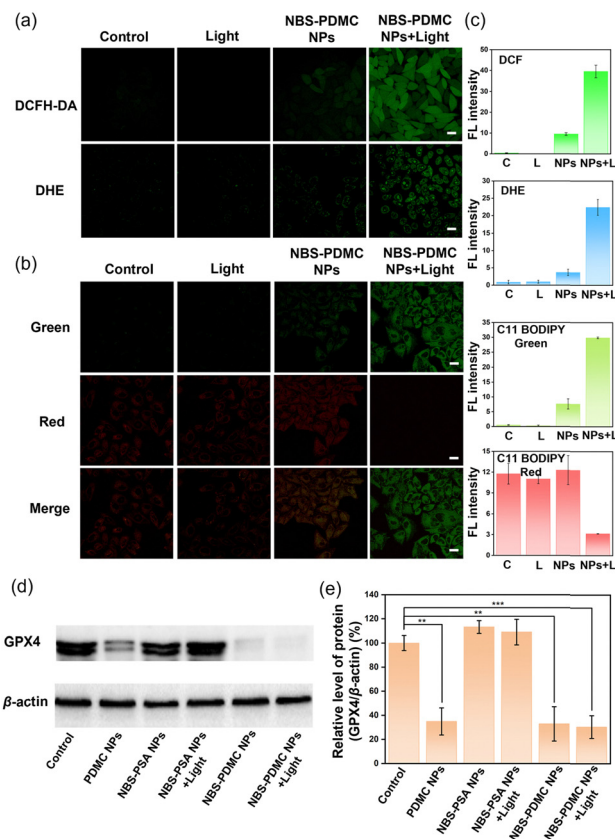 (a)
Control
Light
NBS-PDMC
NPs
NBS-PDMC
NPs+Light
DCFH-DA
DHE
(b)
Control
Light
NBS-PDMC
NPs
NBS-PDMC
NPs+Light
Green
Red
Merge
(c)
DCF
FL intensity
50
40
30
20
10
0
C L NPs NPs+L
DHE
FL intensity
30
25
20
15
10
5
0
C L NPs NPs+L
C11 BODIPY
Green
FL intensity
35
30
25
20
15
10
5
0
C L NPs NPs+L
C11 BODIPY
Red
FL intensity
15
12
9
6
3
0
C L NPs NPs+L
(d)
GPX4
β-actin
Control
PDMC NPs
NBS-PSA NPs
NBS-PSA NPs
+Light
NBS-PDMC NPs
NBS-PDMC NPs
+Light
(e)
Relative level of protein
(GPX4/β-actin) (%)
140
120
100
80
60
40
20
0
***
**
**
Control
PDMC NPs
NBS-PSA NPs
NBS-PSA NPs
+Light
NBS-PDMC NPs
NBS-PDMC NPs
+Light